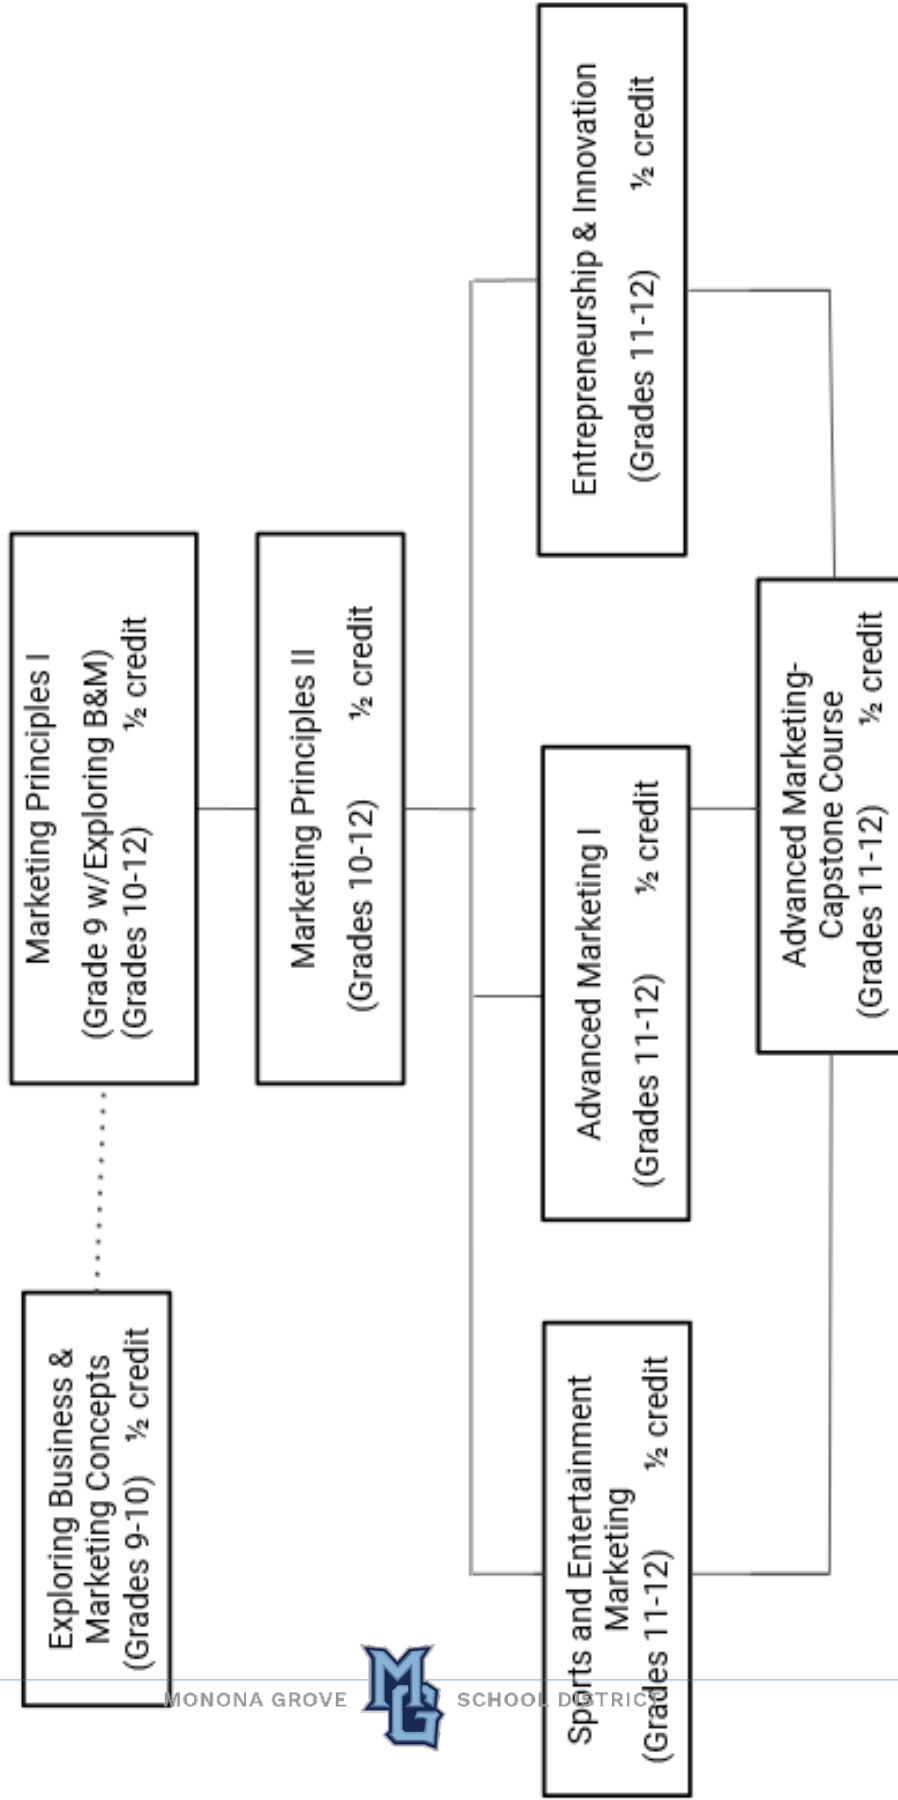 Exploring Business &
Marketing Concepts
(Grades 9-10) ½ credit
Marketing Principles I
(Grade 9 w/Exploring B&M)
(Grades 10-12) ½ credit
Marketing Principles II
(Grades 10-12) ½ credit
Sports and Entertainment
Marketing
(Grades 11-12) ½ credit
Advanced Marketing I
(Grades 11-12) ½ credit
Entrepreneurship & Innovation
(Grades 11-12) ½ credit
Advanced Marketing-
Capstone Course
(Grades 11-12) ½ credit
MONONA GROVE MG SCHOOL DISTRICT